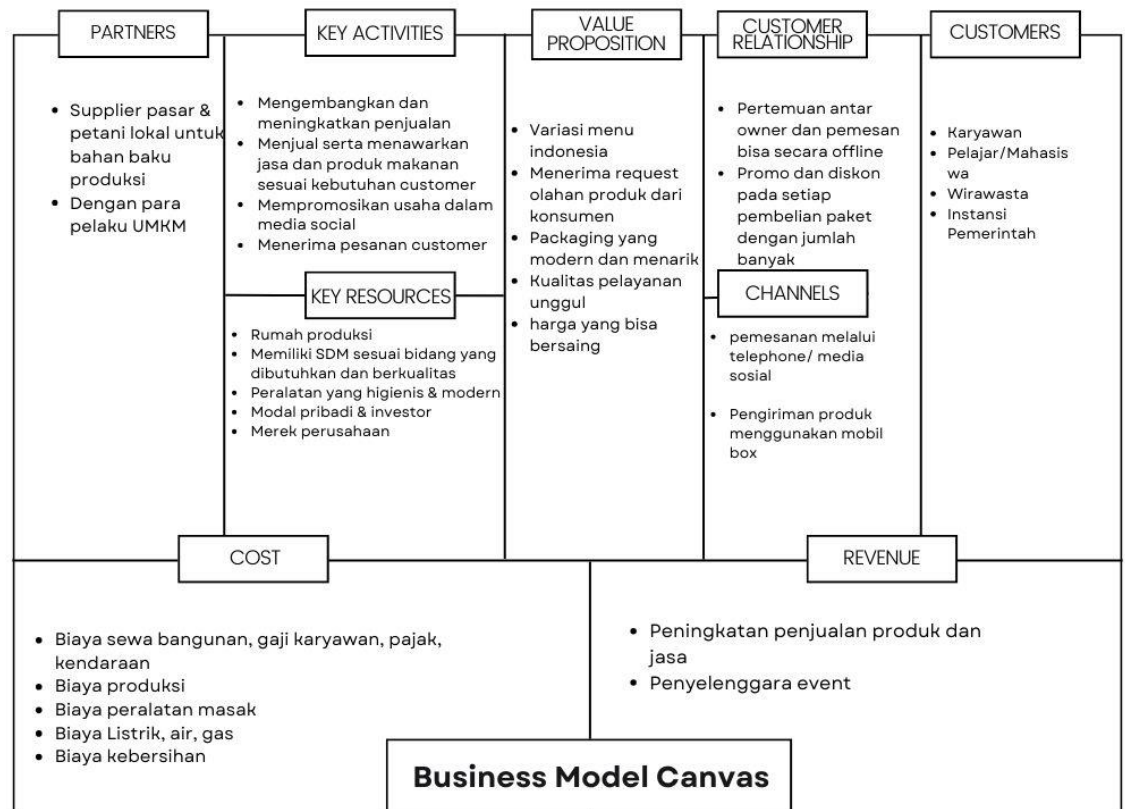 PARTNERS
Supplier pasar &
petani lokal untuk
bahan baku
produksi
Dengan para
pelaku UMKM
KEY ACTIVITIES
Mengembangkan dan
meningkatkan penjualan
Menjual serta menawarkan
jasa dan produk makanan
sesuai kebutuhan customer
Mempromosikan usaha dalam
media social
Menerima pesanan customer
KEY RESOURCES
Rumah produksi
Memiliki SDM sesuai bidang yang
dibutuhkan dan berkualitas
Peralatan yang higienis & modern
Modal pribadi & investor
Merek perusahaan
VALUE
PROPOSITION
Variasi menu
indonesia
Menerima request
olahan produk dari
konsumen
Packaging yang
modern dan menarik
Kualitas pelayanan
unggul
harga yang bisa
bersaing
CUSTOMER
RELATIONSHIP
Pertemuan antar
owner dan pemesan
bisa secara offline
Promo dan diskon
pada setiap
pembelian paket
dengan jumlah
banyak
CHANNELS
pemesanan melalui
telephone/ media
sosial
Pengiriman produk
menggunakan mobil
box
CUSTOMERS
Karyawan
Pelajar/Mahasis
wa
Wirawasta
Instansi
Pemerintah
COST
Biaya sewa bangunan, gaji karyawan, pajak,
kendaraan
Biaya produksi
Biaya peralatan masak
Biaya Listrik, air, gas
Biaya kebersihan
REVENUE
Peningkatan penjualan produk dan
jasa
Penyelenggara event
Business Model Canvas